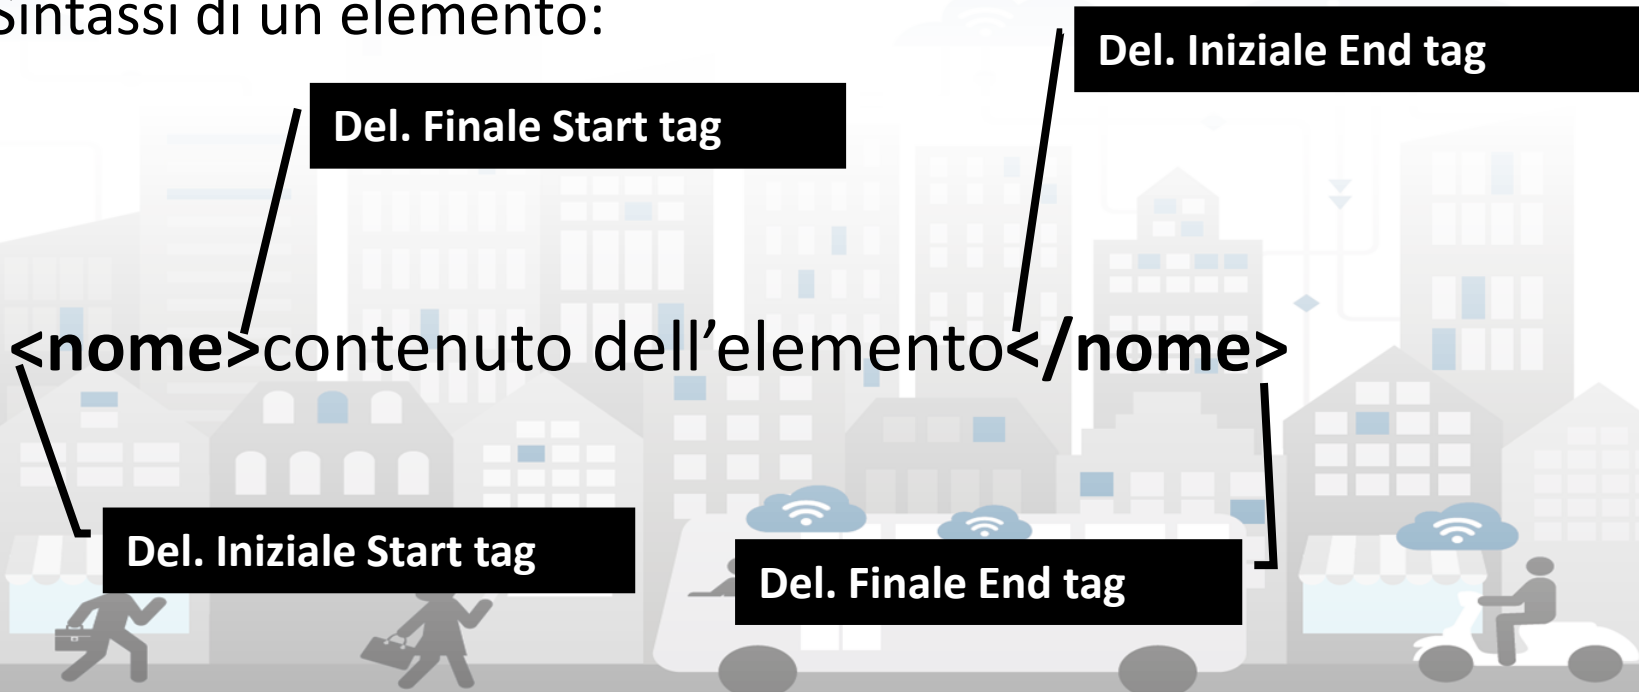 Sintassi di un elemento:
Del. Iniziale End tag
Del. Finale Start tag
<nome>contenuto dell’elemento</nome>
Del. Iniziale Start tag
Del. Finale End tag